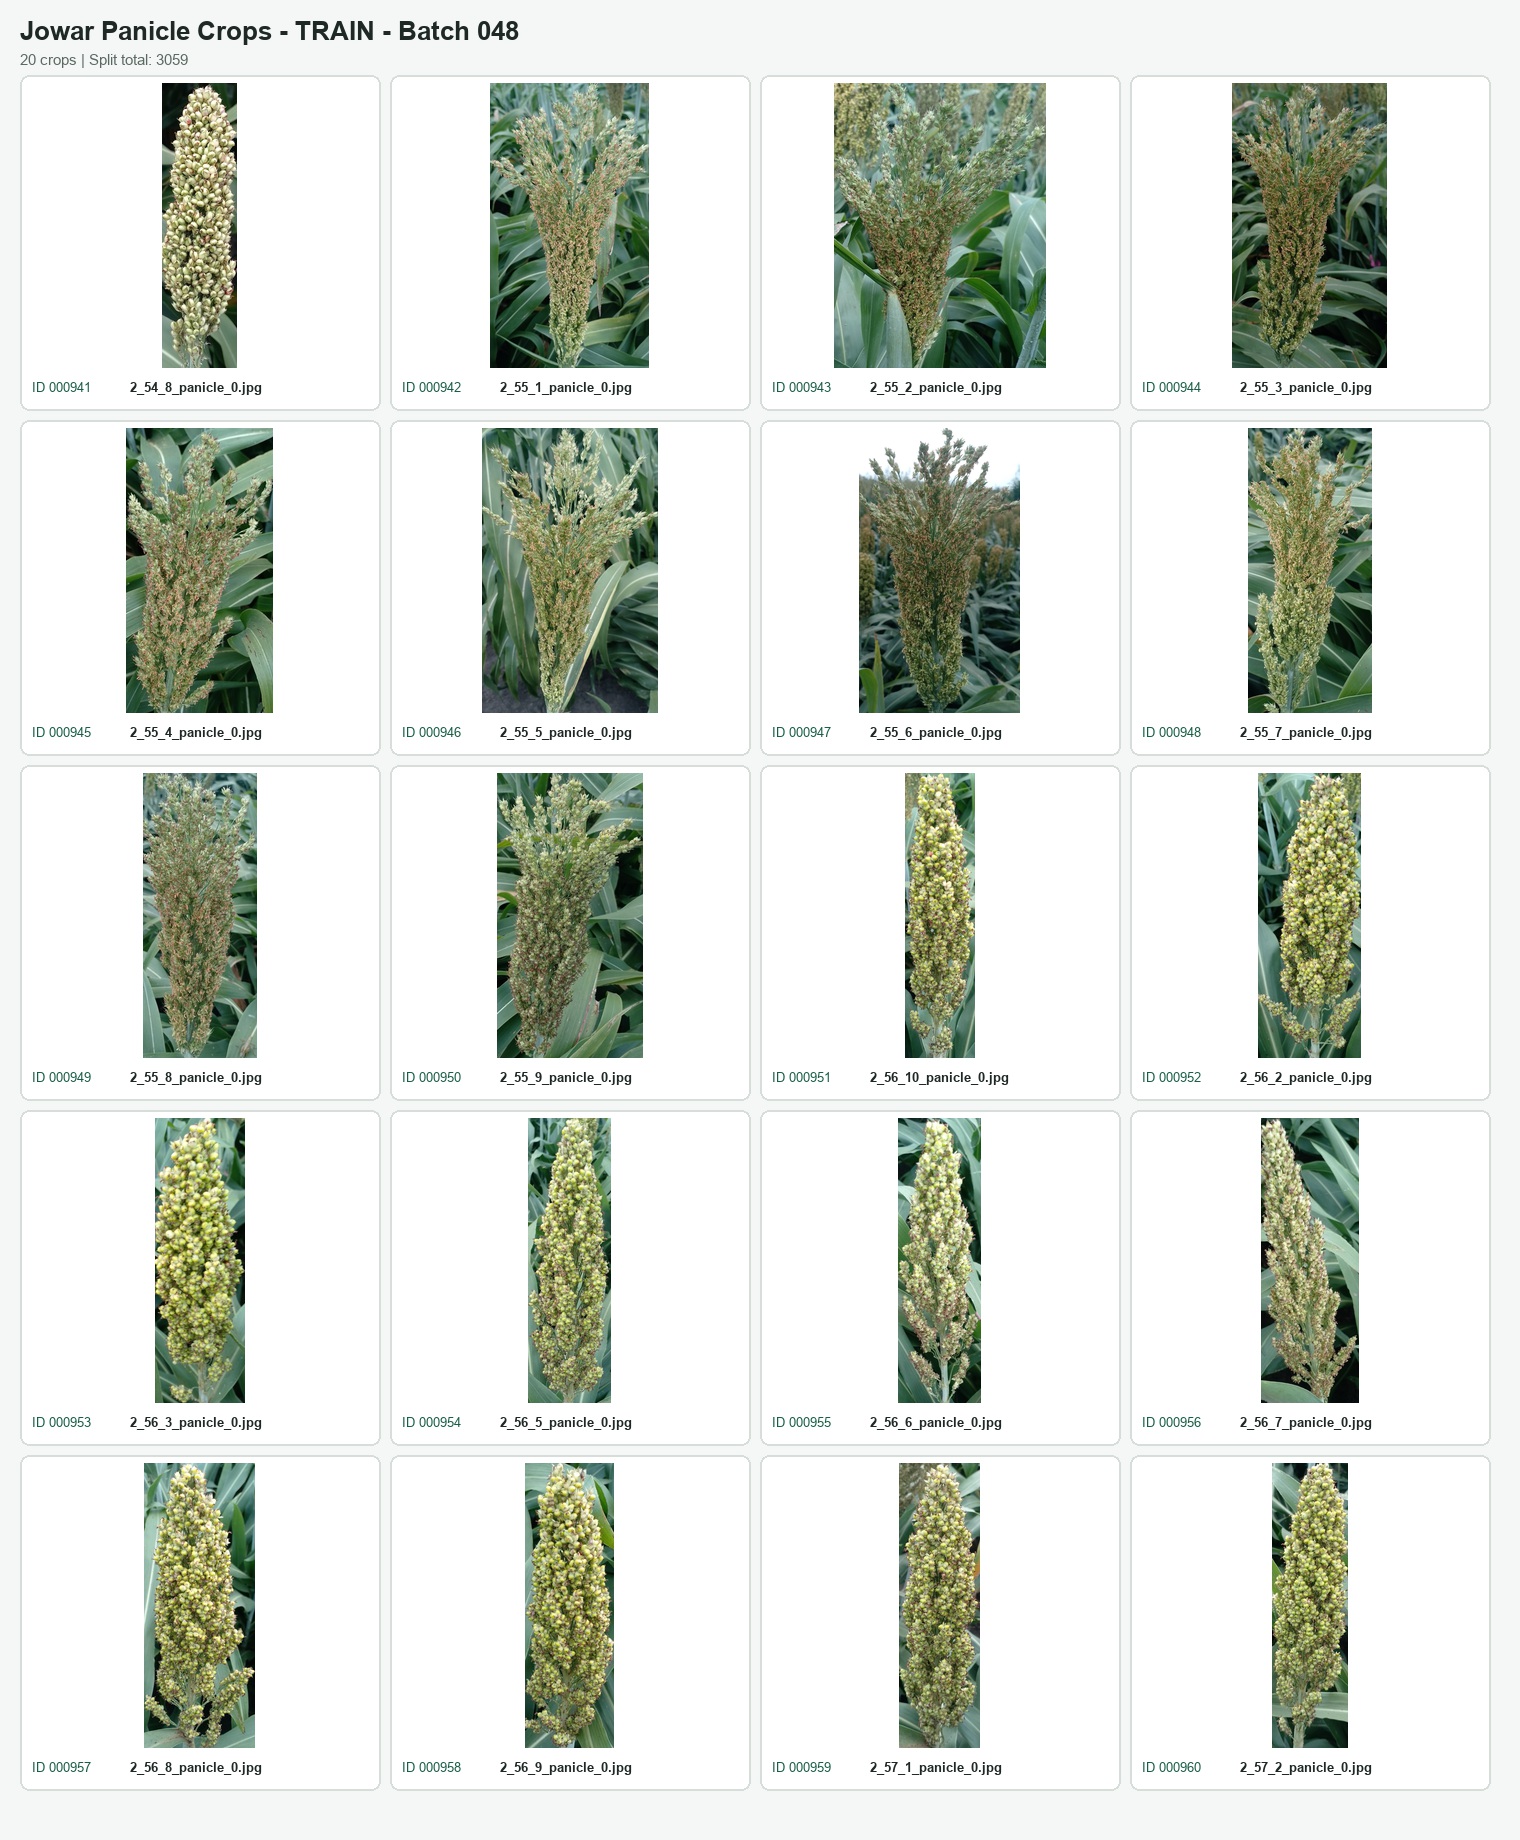 Jowar Panicle Crops - TRAIN - Batch 048
20 crops | Split total: 3059
ID 000941 2_54_8_panicle_0.jpg
ID 000942 2_55_1_panicle_0.jpg
ID 000943 2_55_2_panicle_0.jpg
ID 000944 2_55_3_panicle_0.jpg
ID 000945 2_55_4_panicle_0.jpg
ID 000946 2_55_5_panicle_0.jpg
ID 000947 2_55_6_panicle_0.jpg
ID 000948 2_55_7_panicle_0.jpg
ID 000949 2_55_8_panicle_0.jpg
ID 000950 2_55_9_panicle_0.jpg
ID 000951 2_56_10_panicle_0.jpg
ID 000952 2_56_2_panicle_0.jpg
ID 000953 2_56_3_panicle_0.jpg
ID 000954 2_56_5_panicle_0.jpg
ID 000955 2_56_6_panicle_0.jpg
ID 000956 2_56_7_panicle_0.jpg
ID 000957 2_56_8_panicle_0.jpg
ID 000958 2_56_9_panicle_0.jpg
ID 000959 2_57_1_panicle_0.jpg
ID 000960 2_57_2_panicle_0.jpg